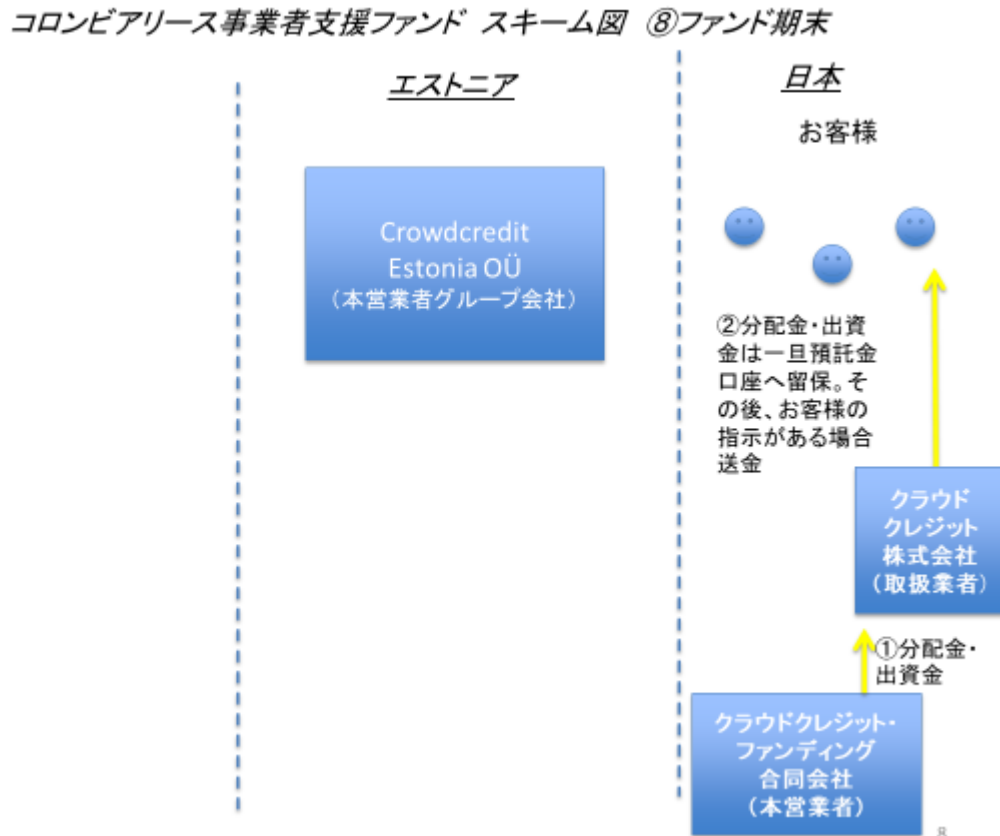 コロンビアリース事業者支援ファンド スキーム図 ⑧ファンド期末
エストニア
日本
お客様
Crowdcredit
Estonia OÜ
（本営業者グループ会社）
②分配金・出資
金は一旦預託金
口座へ留保。そ
の後、お客様の
指示がある場合
送金
クラウド
クレジット
株式会社
（取扱業者）
①分配金・
出資金
クラウドクレジット・
ファンディング
合同会社
（本営業者）